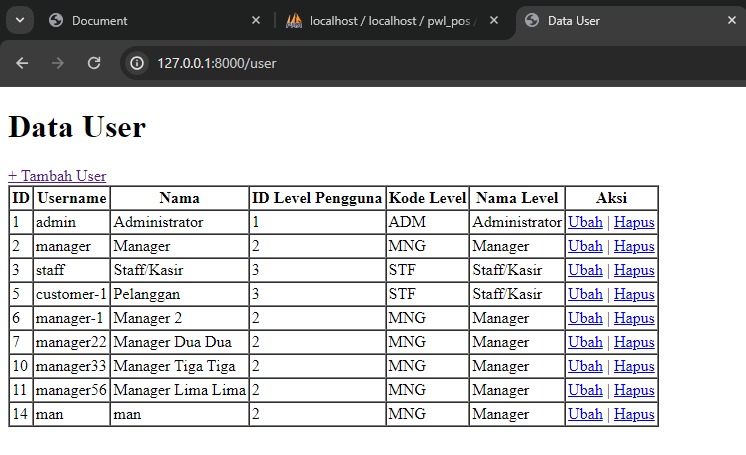 Document localhost / localhost / pwl_pos / Data User
127.0.0.1:8000/user
Data User
+ Tambah User
ID Username Nama ID Level Pengguna Kode Level Nama Level Aksi
1 admin Administrator 1 ADM Administrator Ubah | Hapus
2 manager Manager 2 MNG Manager Ubah | Hapus
3 staff Staff/Kasir 3 STF Staff/Kasir Ubah | Hapus
5 customer-1 Pelanggan 3 STF Staff/Kasir Ubah | Hapus
6 manager-1 Manager 2 2 MNG Manager Ubah | Hapus
7 manager22 Manager Dua Dua 2 MNG Manager Ubah | Hapus
10 manager33 Manager Tiga Tiga 2 MNG Manager Ubah | Hapus
11 manager56 Manager Lima Lima 2 MNG Manager Ubah | Hapus
14 man man 2 MNG Manager Ubah | Hapus